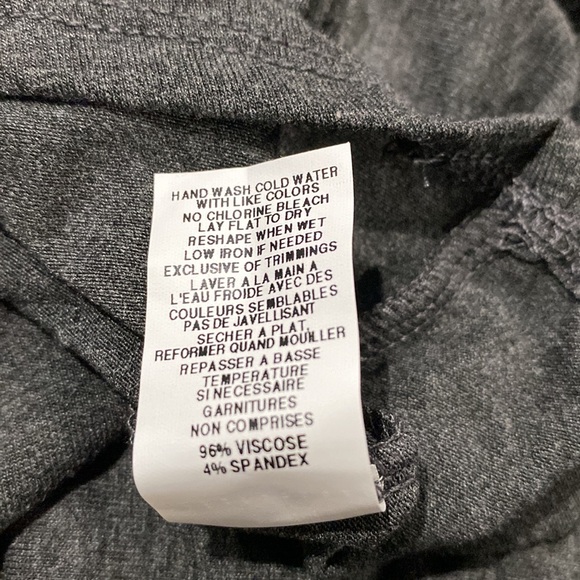 HAND WASH COLD WATER
WITH LIKE COLORS
NO CHLORINE BLEACH
LAY FLAT TO DRY
RESHAPE WHEN WET
LOW IRON IF NEEDED
EXCLUSIVE OF TRIMMINGS
LAVER A LA MAIN A
L'EAU FROIDE AVEC DES
COULEURS SEMBLABLES
PAS DE JAVELLISANT
SECHER A PLAT,
REFORMER QUAND MOUILLER
REPASSER A BASSE
TEMPERATURE
SI NECESSAIRE
GARNITURES
NON COMPRISES
96% VISCOSE
4% SPANDEX